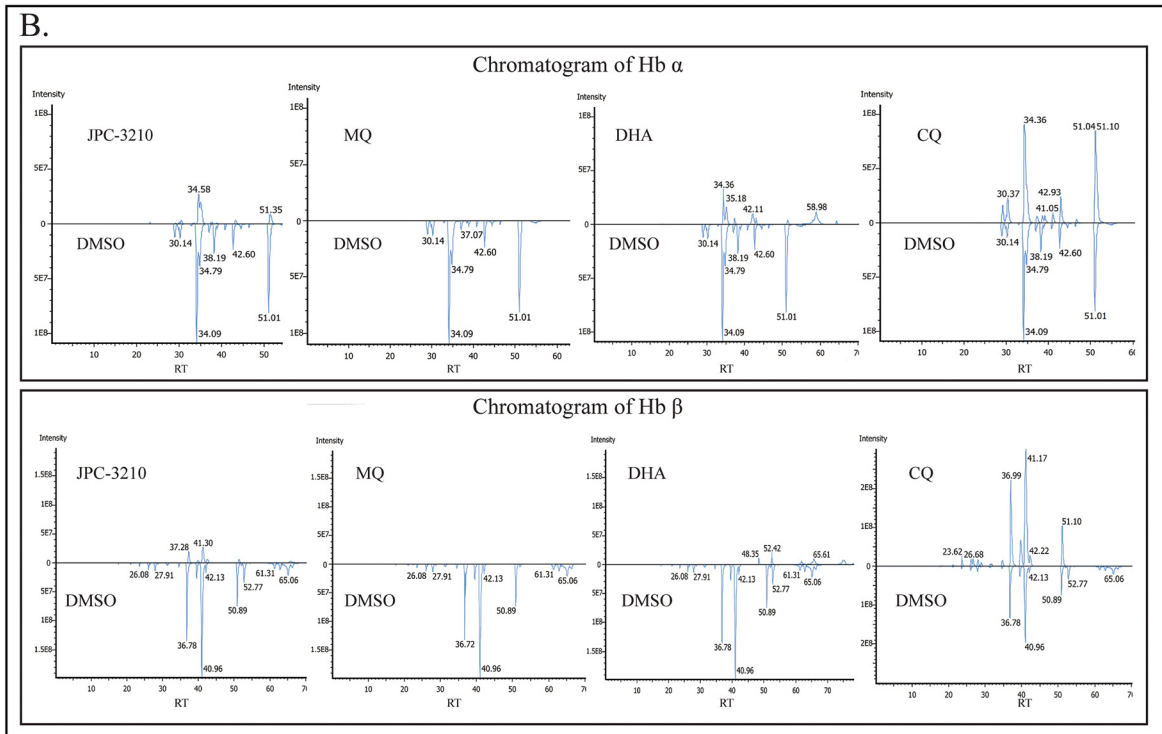 B.
Chromatogram of Hb α
Intensity
1E8
5E7
0
5E7
1E8
JPC-3210
DMSO
34.58
51.35
30.14
38.19
42.60
34.79
51.01
34.09
10 20 30 40 50
RT
Intensity
1E8
5E7
0
5E7
1E8
MQ
DMSO
30.14
37.07
42.60
34.79
51.01
34.09
10 20 30 40 50 60
RT
Intensity
1E8
5E7
0
5E7
1E8
DHA
DMSO
34.36
35.18
42.11
58.98
30.14
38.19
42.60
34.79
51.01
34.09
10 20 30 40 50 60 70
RT
Intensity
1E8
5E7
0
5E7
1E8
CQ
DMSO
34.36
51.04 51.10
30.37
42.93
41.05
30.14
38.19
42.60
34.79
51.01
34.09
10 20 30 40 50 60
RT
Chromatogram of Hb β
Intensity
1.5E8
1E8
5E7
0
5E7
1E8
1.5E8
JPC-3210
DMSO
37.28
41.30
26.08
27.91
42.13
61.31
65.06
52.77
50.89
36.78
40.96
10 20 30 40 50 60
RT
Intensity
1.5E8
1E8
5E7
0
5E7
1E8
1.5E8
MQ
DMSO
26.08
27.91
42.13
61.31
65.06
50.89
36.72
40.96
10 20 30 40 50 60
RT
Intensity
1.5E8
1E8
5E7
0
5E7
1E8
1.5E8
DHA
DMSO
48.35
52.42
65.61
26.08
27.91
42.13
61.31
65.06
52.77
50.89
36.78
40.96
10 20 30 40 50 60 70
RT
Intensity
2E8
1E8
0
1E8
2E8
CQ
DMSO
41.17
36.99
51.10
23.62
26.68
42.22
42.13
52.77
65.06
50.89
36.78
40.96
10 20 30 40 50 60
RT